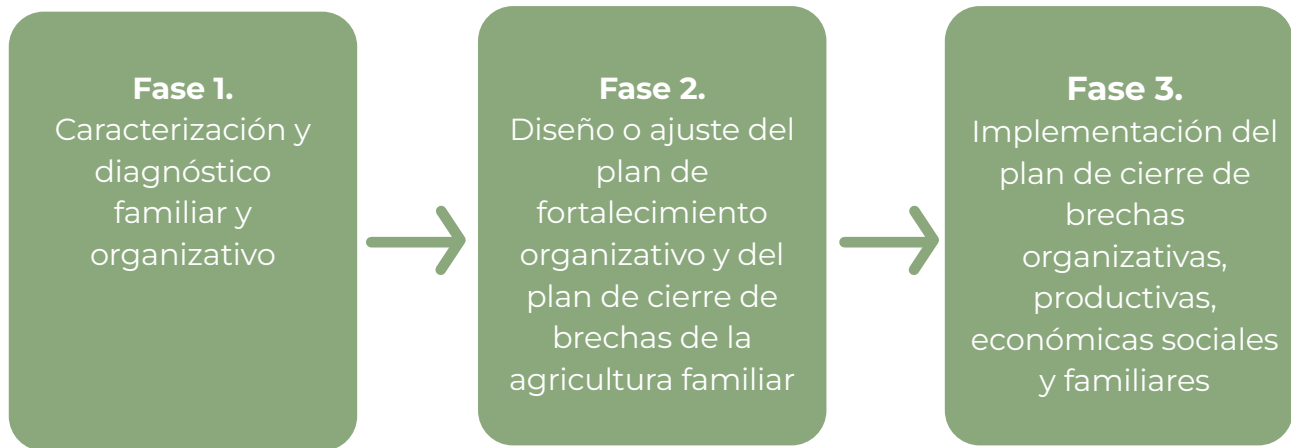 Fase 1.
Caracterización y
diagnóstico
familiar y
organizativo
Fase 2.
Diseño o ajuste del
plan de
fortalecimiento
organizativo y del
plan de cierre de
brechas de la
agricultura familiar
Fase 3.
Implementación del
plan de cierre de
brechas
organizativas,
productivas,
económicas sociales
y familiares